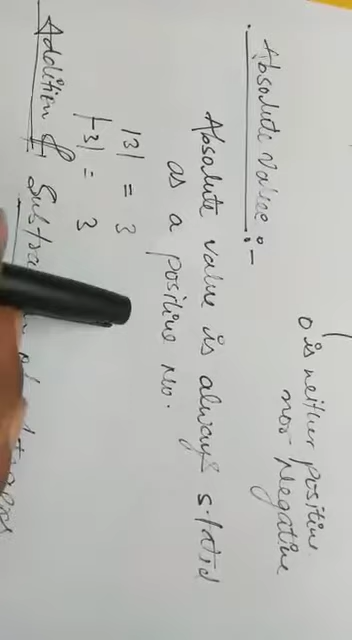 0 is neither positive
nor Negative
Absolute Value :-
Absolute value is always stated
as a positive no.
|3| = 3
|-3| = 3
Addition &